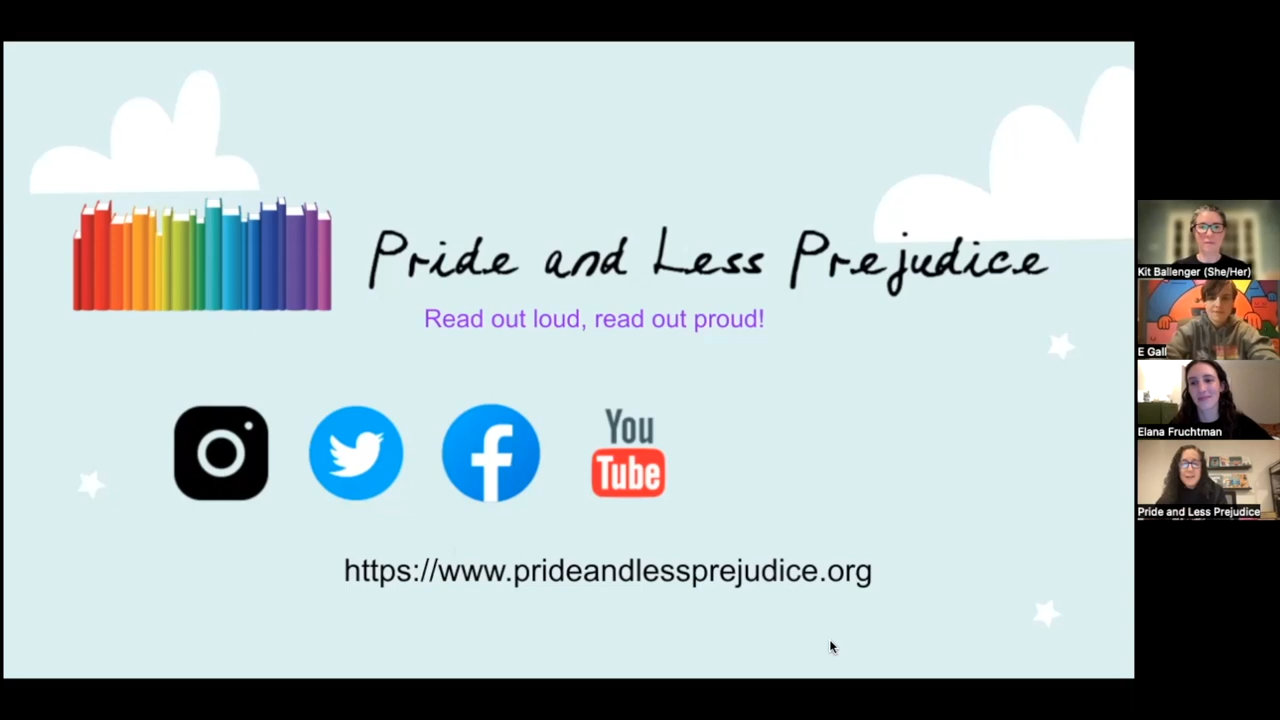 Pride and Less Prejudice
Read out loud, read out proud!
You
Tube
https://www.prideandlessprejudice.org
Kit Ballenger (She/Her)
E Gall
Elana Fruchtman
Pride and Less Prejudice